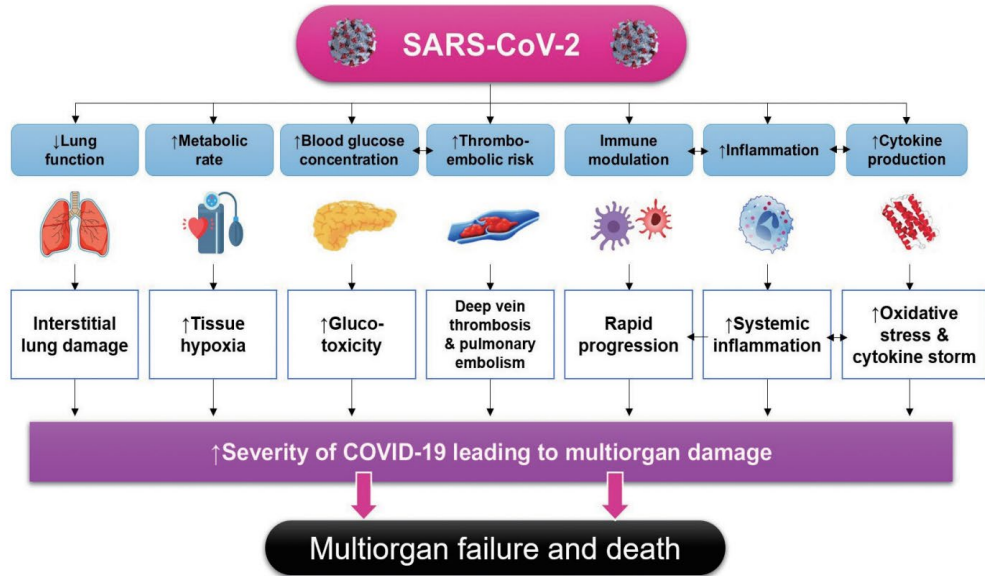 SARS-CoV-2
↓Lung
function
↑Metabolic
rate
↑Blood glucose
concentration
↑Thrombo-
embolic risk
Immune
modulation
↑Inflammation
↑Cytokine
production
Interstitial
lung damage
↑Tissue
hypoxia
↑Gluco-
toxicity
Deep vein
thrombosis
& pulmonary
embolism
Rapid
progression
↑Systemic
inflammation
↑Oxidative
stress &
cytokine storm
↑Severity of COVID-19 leading to multiorgan damage
Multiorgan failure and death